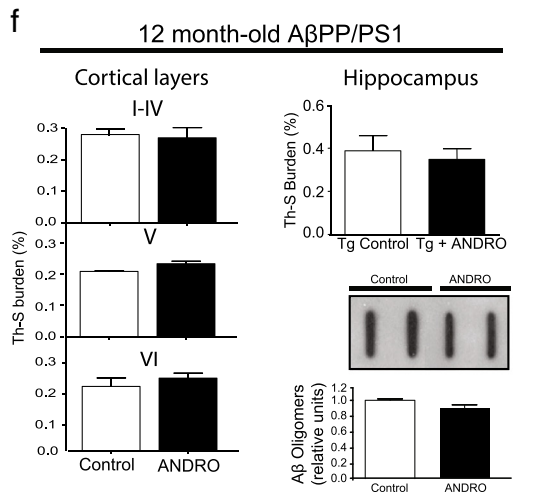 f
12 month-old AβPP/PS1
Cortical layers
I-IV
0.3
0.2
0.1
0.0
V
0.3
0.2
0.1
0.0
VI
0.3
0.2
0.1
0.0
Th-S burden (%)
Control ANDRO
Hippocampus
0.6
0.4
0.2
0.0
Th-S Burden (%)
Tg Control Tg + ANDRO
Control ANDRO
1.2
1.0
0.8
0.6
0.4
0.2
0.0
Aβ Oligomers
(relative units)
Control ANDRO